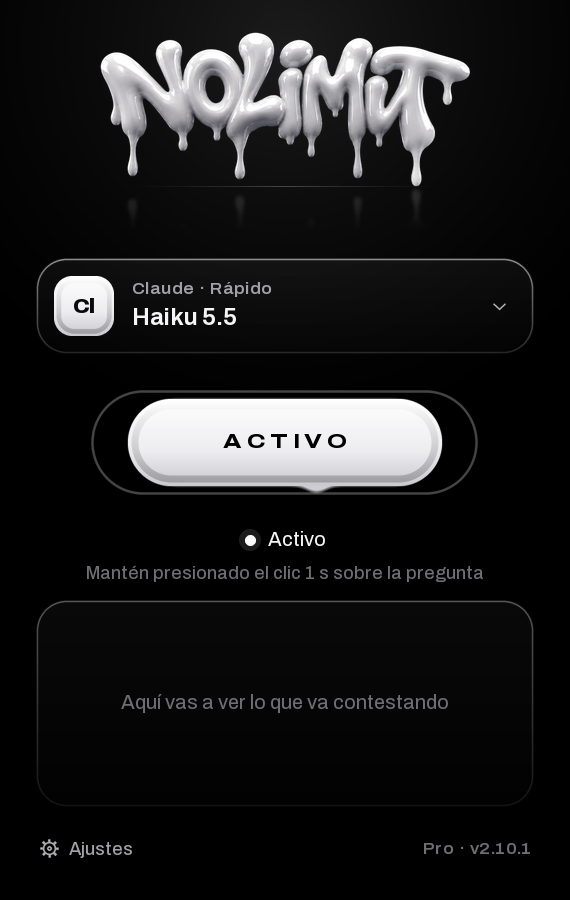 NOLiMiT
Claude · Rápido
Cl
Haiku 5.5
ACTIVO
Activo
Mantén presionado el clic 1 s sobre la pregunta
Aquí vas a ver lo que va contestando
Ajustes
Pro · v2.10.1